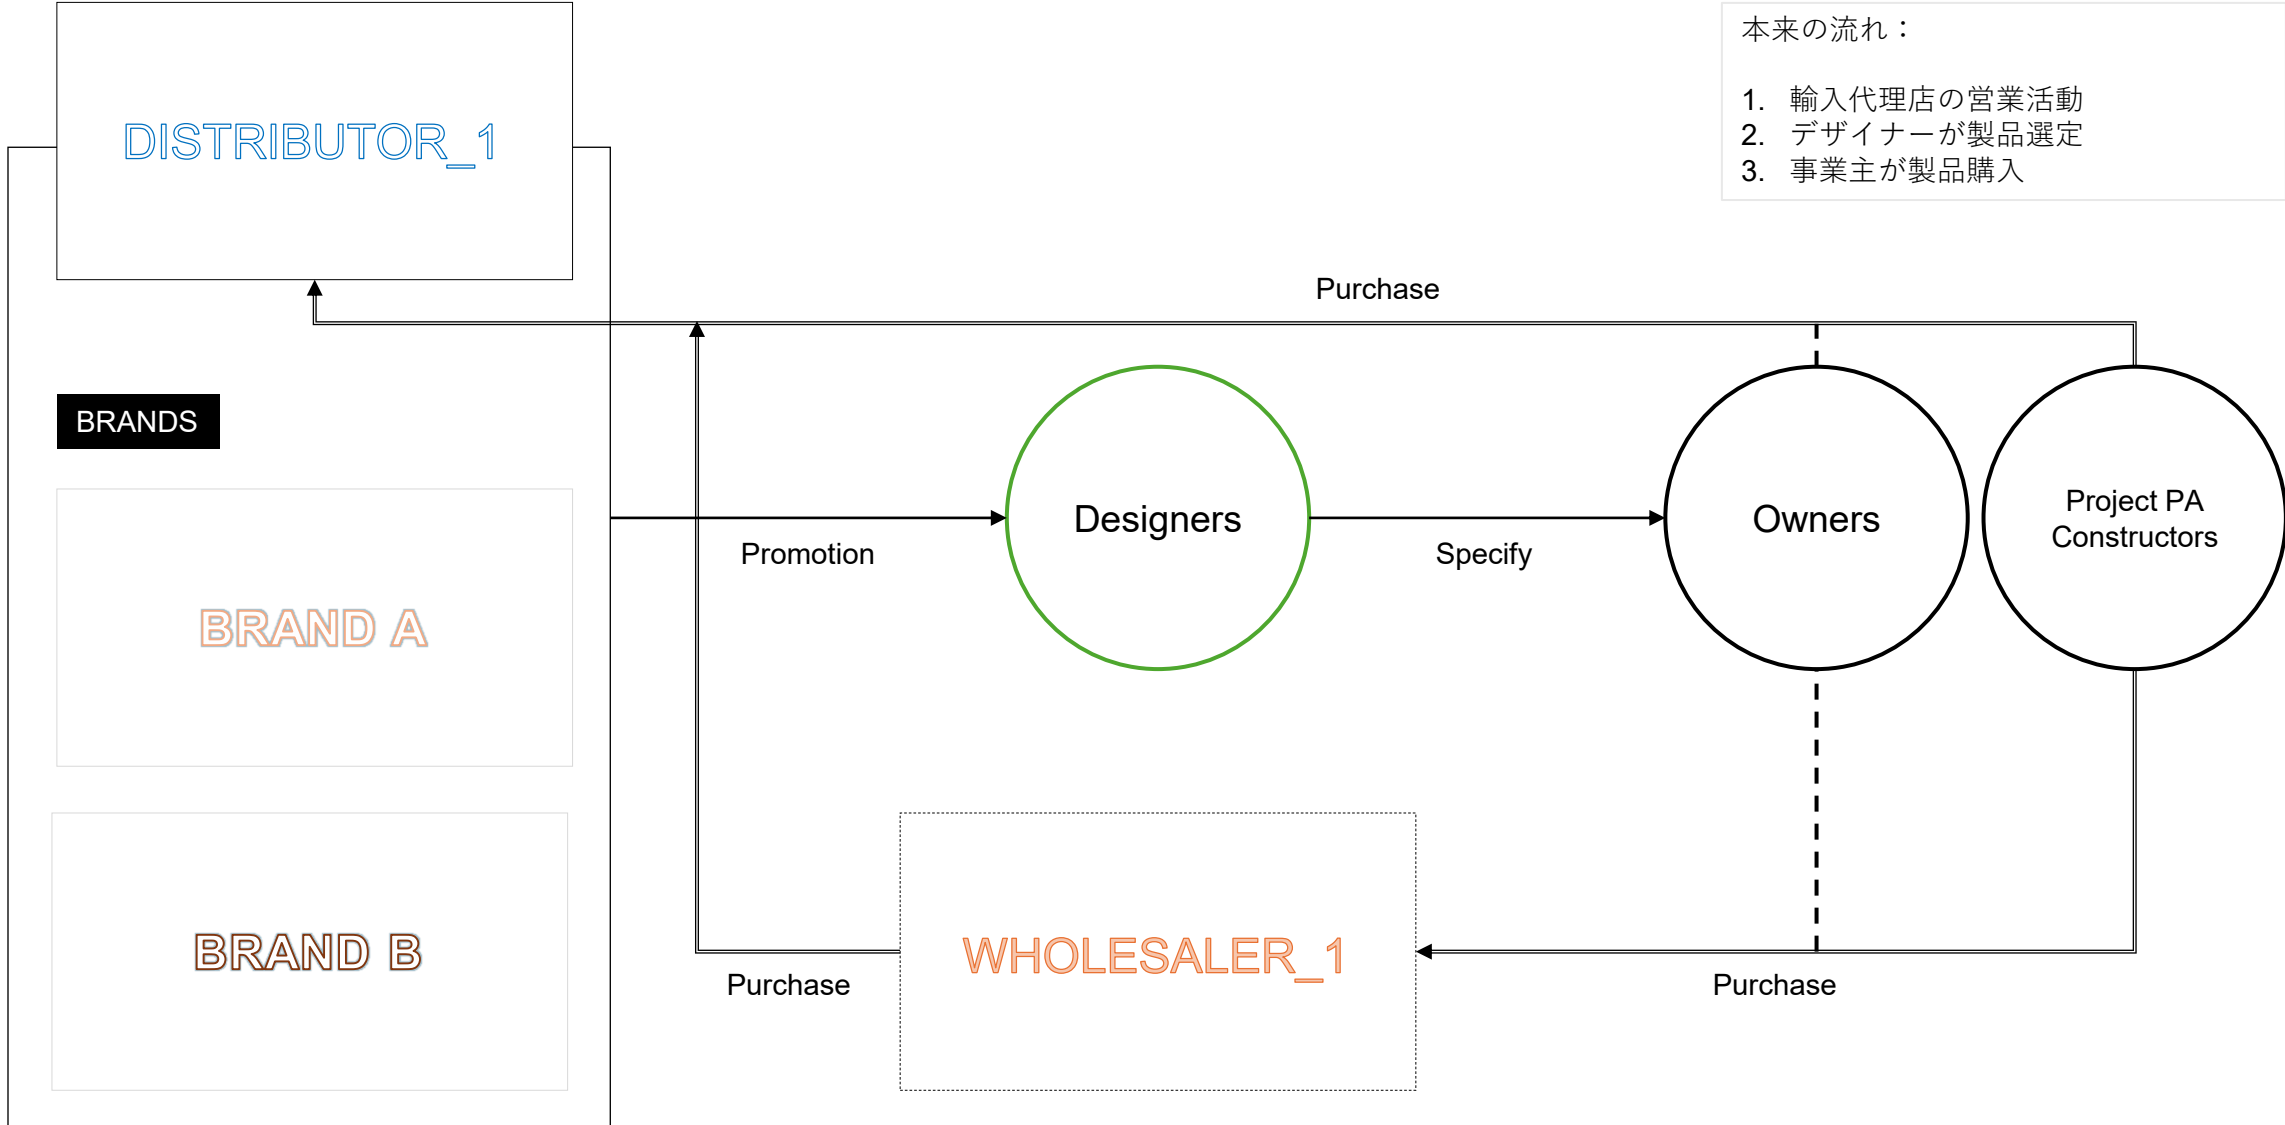 DISTRIBUTOR_1
本来の流れ：
1. 輸入代理店の営業活動
2. デザイナーが製品選定
3. 事業主が製品購入
Purchase
BRANDS
Designers
Owners
Project PA
Constructors
Promotion
Specify
BRAND A
BRAND B
WHOLESALER_1
Purchase
Purchase